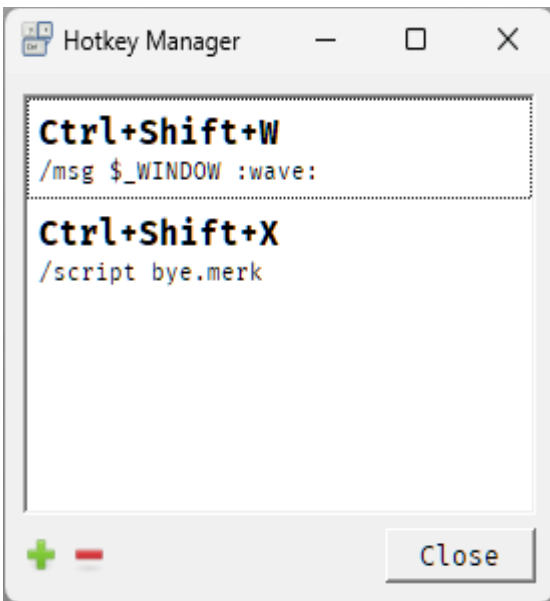 Hotkey Manager
Ctrl+Shift+W
/msg $_WINDOW :wave:
Ctrl+Shift+X
/script bye.merk
Close